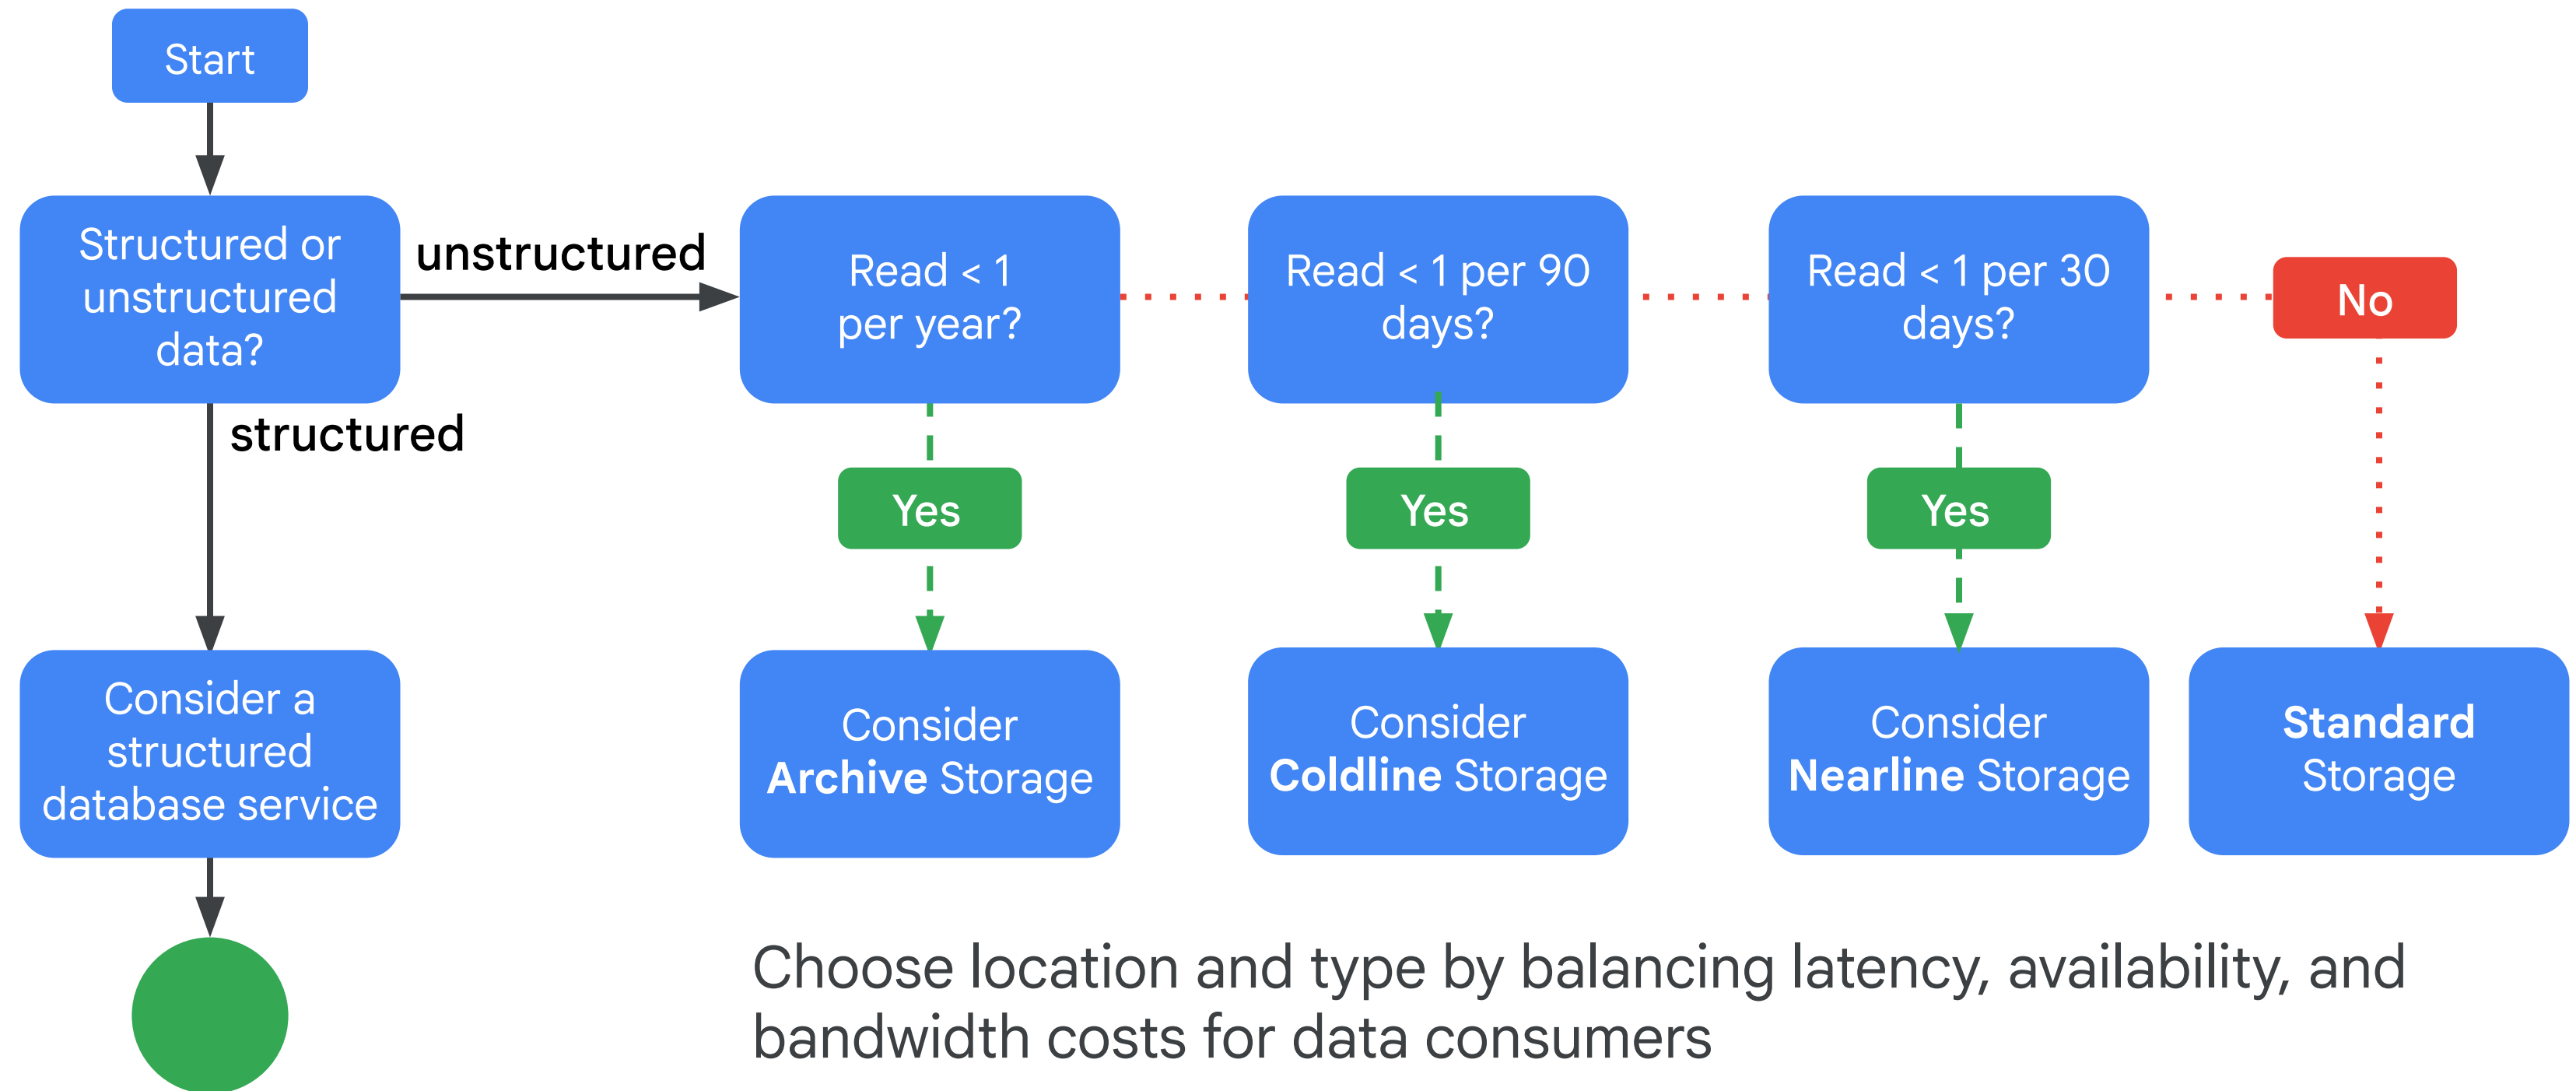 Start
Structured or
unstructured
data?
unstructured
Read < 1
per year?
Read < 1 per 90
days?
Read < 1 per 30
days?
No
structured
Yes
Yes
Yes
Consider a
structured
database service
Consider
Archive Storage
Consider
Coldline Storage
Consider
Nearline Storage
Standard
Storage
Choose location and type by balancing latency, availability, and
bandwidth costs for data consumers